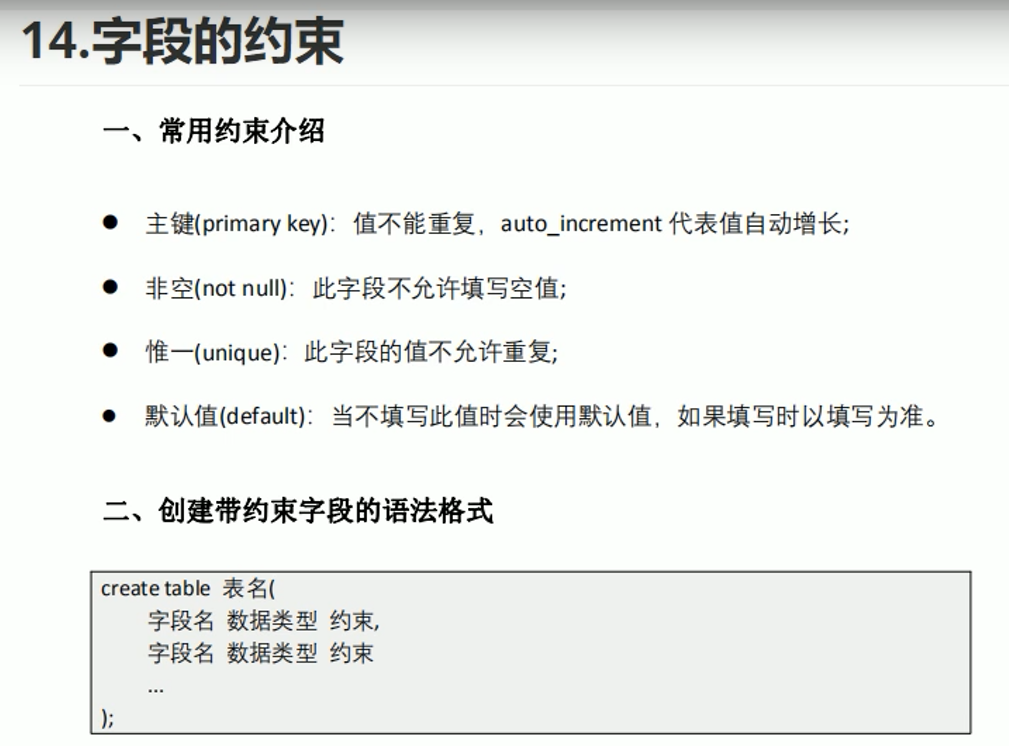 14.字段的约束
一、常用约束介绍
● 主键(primary key)：值不能重复，auto_increment 代表值自动增长;
● 非空(not null)：此字段不允许填写空值;
● 惟一(unique)：此字段的值不允许重复;
● 默认值(default)：当不填写此值时会使用默认值，如果填写时以填写为准。
二、创建带约束字段的语法格式
create table 表名(
字段名 数据类型 约束,
字段名 数据类型 约束
...
);